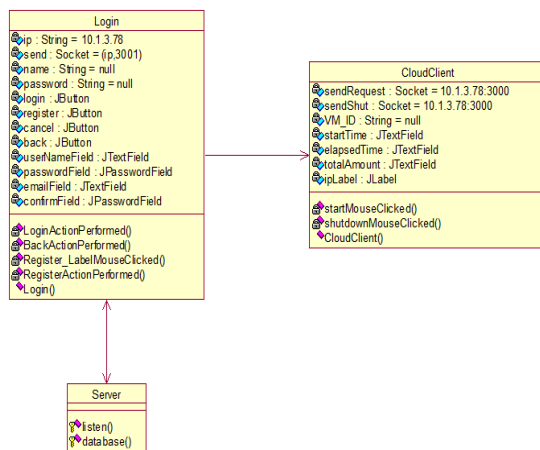 Login
ip : String = 10.1.3.78
send : Socket = (ip,3001)
name : String = null
password : String = null
login : JButton
register : JButton
cancel : JButton
back : JButton
userNameField : JTextField
passwordField : JPasswordField
emailField : JTextField
confirmField : JPasswordField
LoginActionPerformed()
BackActionPerformed()
Register_LabelMouseClicked()
RegisterActionPerformed()
Login()
CloudClient
sendRequest : Socket = 10.1.3.78:3000
sendShut : Socket = 10.1.3.78:3000
VM_ID : String = null
startTime : JTextField
elapsedTime : JTextField
totalAmount : JTextField
ipLabel : JLabel
startMouseClicked()
shutdownMouseClicked()
CloudClient()
Server
listen()
database()